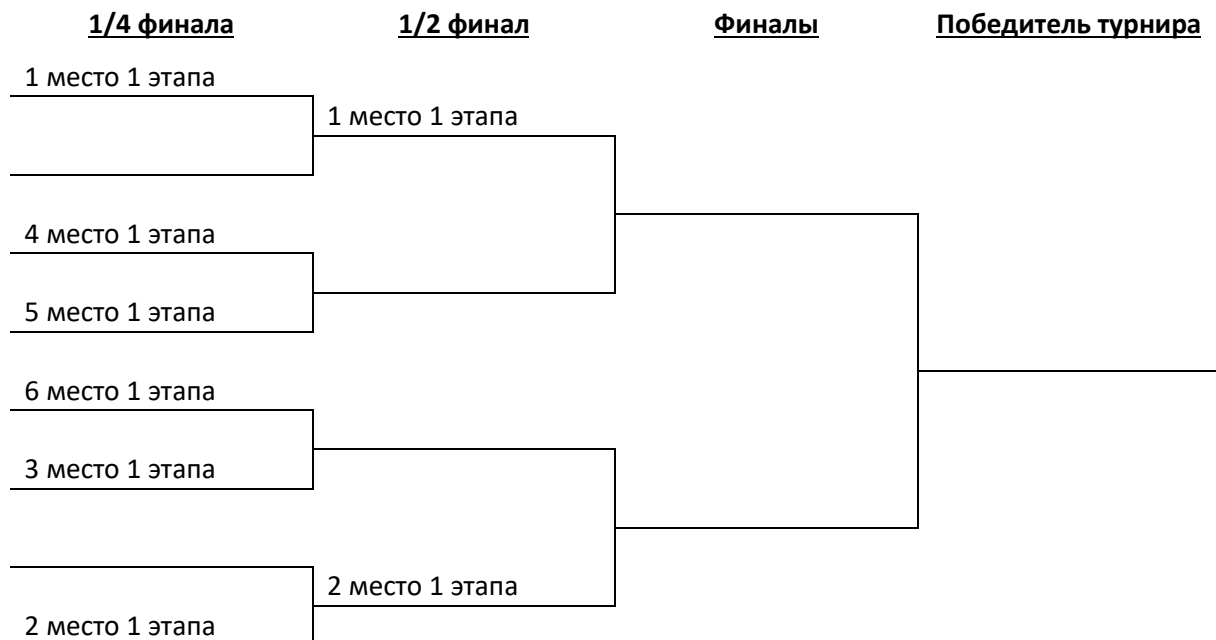 1/4 финала 1/2 финал Финалы Победитель турнира
1 место 1 этапа
1 место 1 этапа
4 место 1 этапа
5 место 1 этапа
6 место 1 этапа
3 место 1 этапа
2 место 1 этапа
2 место 1 этапа